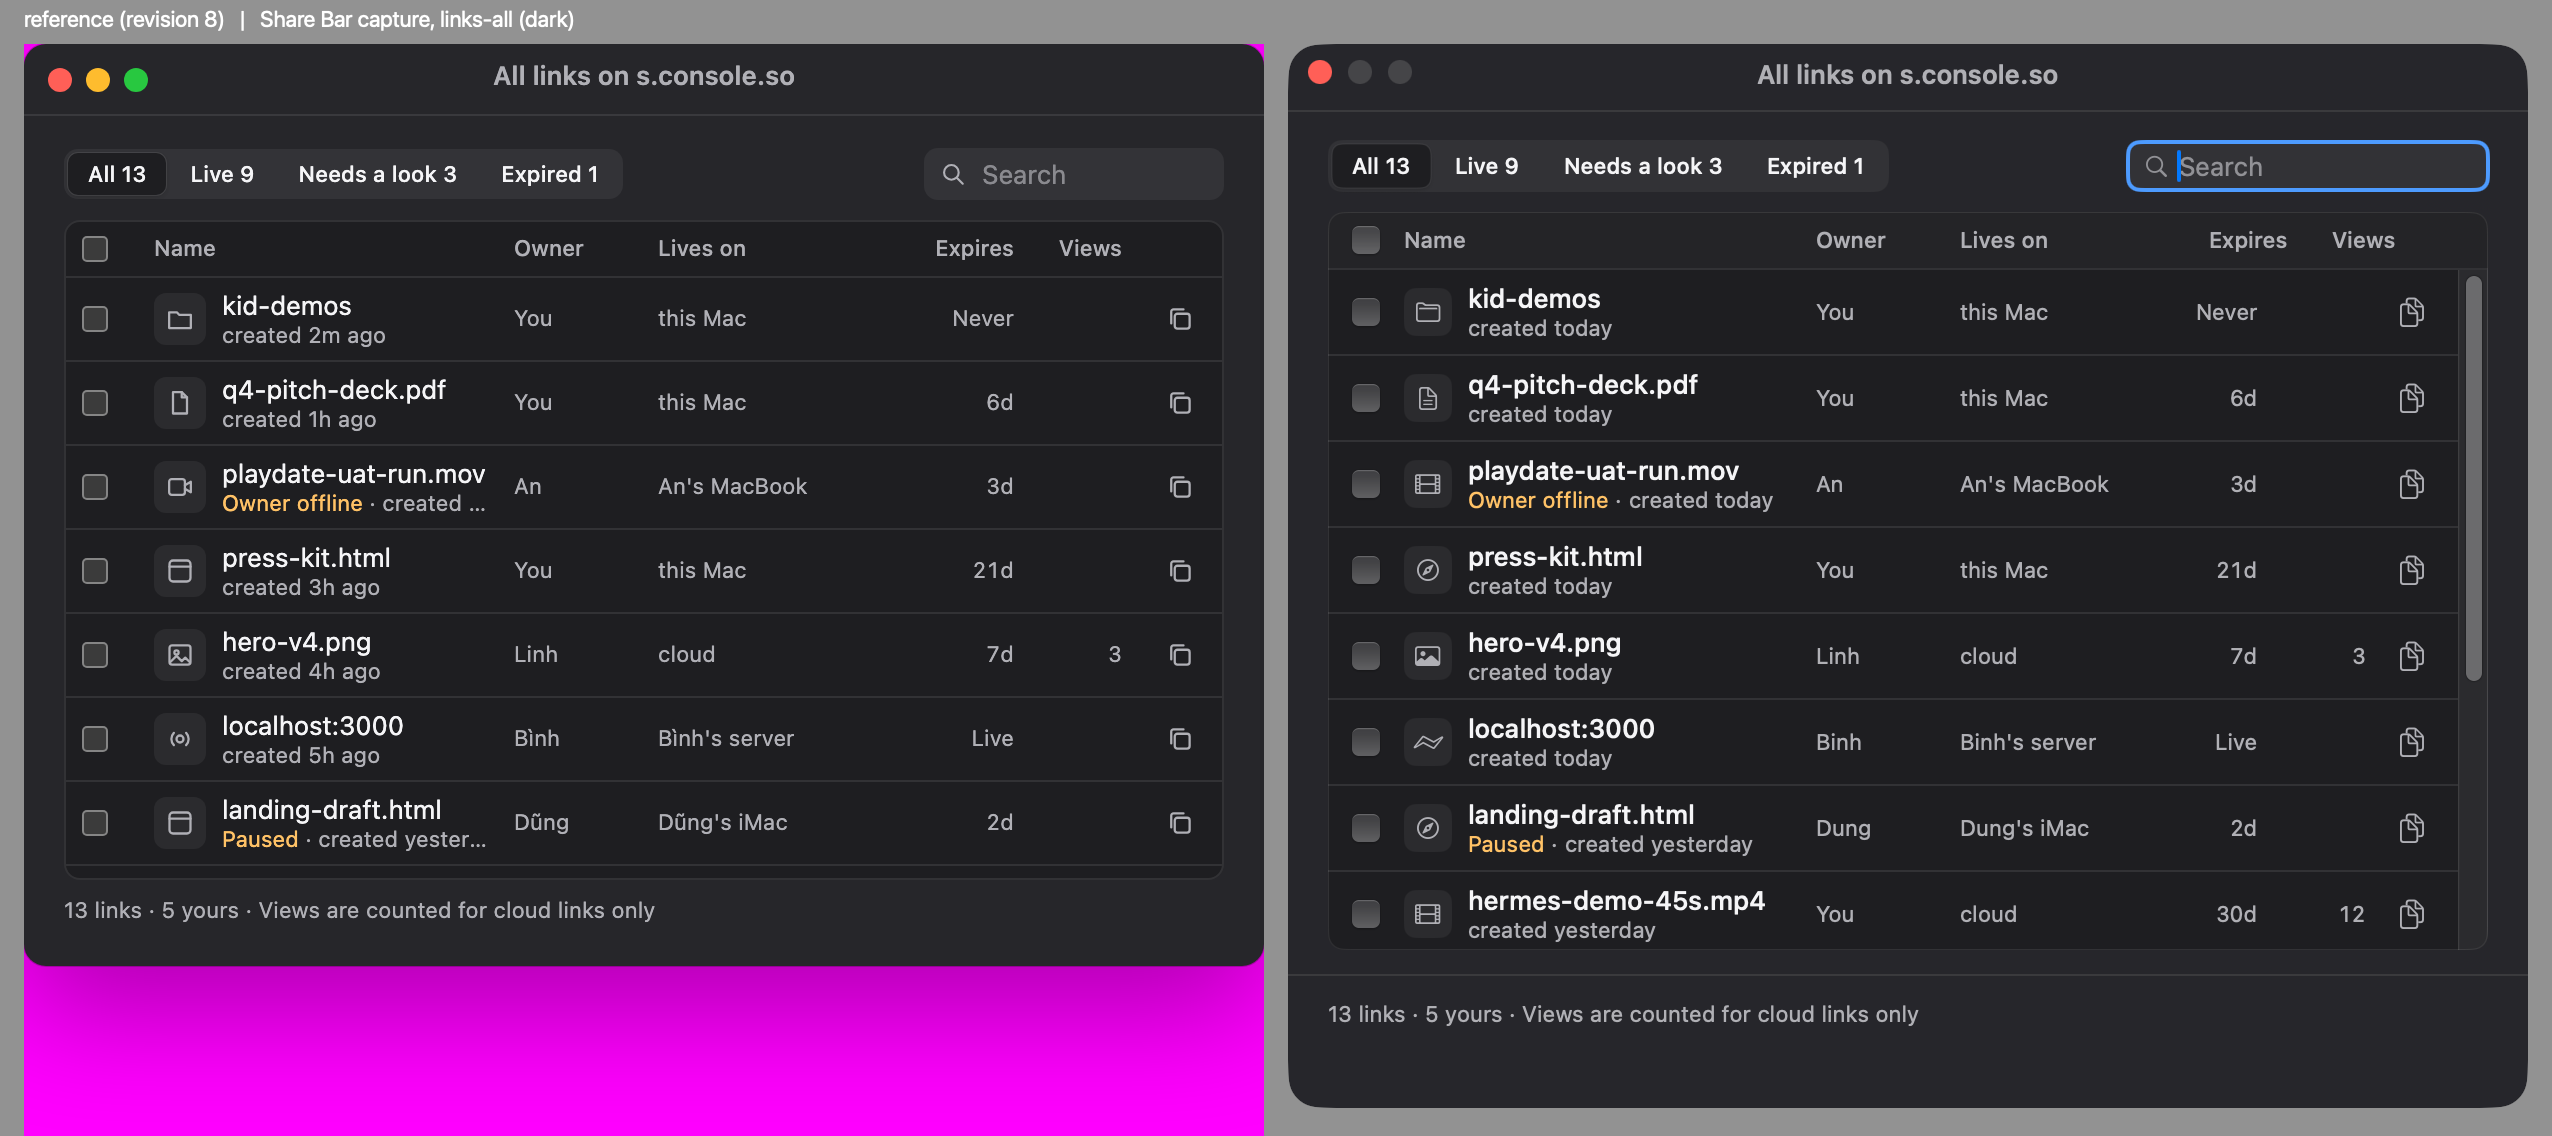 reference (revision 8) | Share Bar capture, links-all (dark)
All links on s.console.so
All 13 Live 9 Needs a look 3 Expired 1 Search
Name Owner Lives on Expires Views
kid-demos
created 2m ago
You this Mac Never
q4-pitch-deck.pdf
created 1h ago
You this Mac 6d
playdate-uat-run.mov
Owner offline · created ...
An An's MacBook 3d
press-kit.html
created 3h ago
You this Mac 21d
hero-v4.png
created 4h ago
Linh cloud 7d 3
localhost:3000
created 5h ago
Bình Bình's server Live
landing-draft.html
Paused · created yester...
Dũng Dũng's iMac 2d
13 links · 5 yours · Views are counted for cloud links only
All links on s.console.so
All 13 Live 9 Needs a look 3 Expired 1 Search
Name Owner Lives on Expires Views
kid-demos
created today
You this Mac Never
q4-pitch-deck.pdf
created today
You this Mac 6d
playdate-uat-run.mov
Owner offline · created today
An An's MacBook 3d
press-kit.html
created today
You this Mac 21d
hero-v4.png
created today
Linh cloud 7d 3
localhost:3000
created today
Binh Binh's server Live
landing-draft.html
Paused · created yesterday
Dung Dung's iMac 2d
hermes-demo-45s.mp4
created yesterday
You cloud 30d 12
13 links · 5 yours · Views are counted for cloud links only